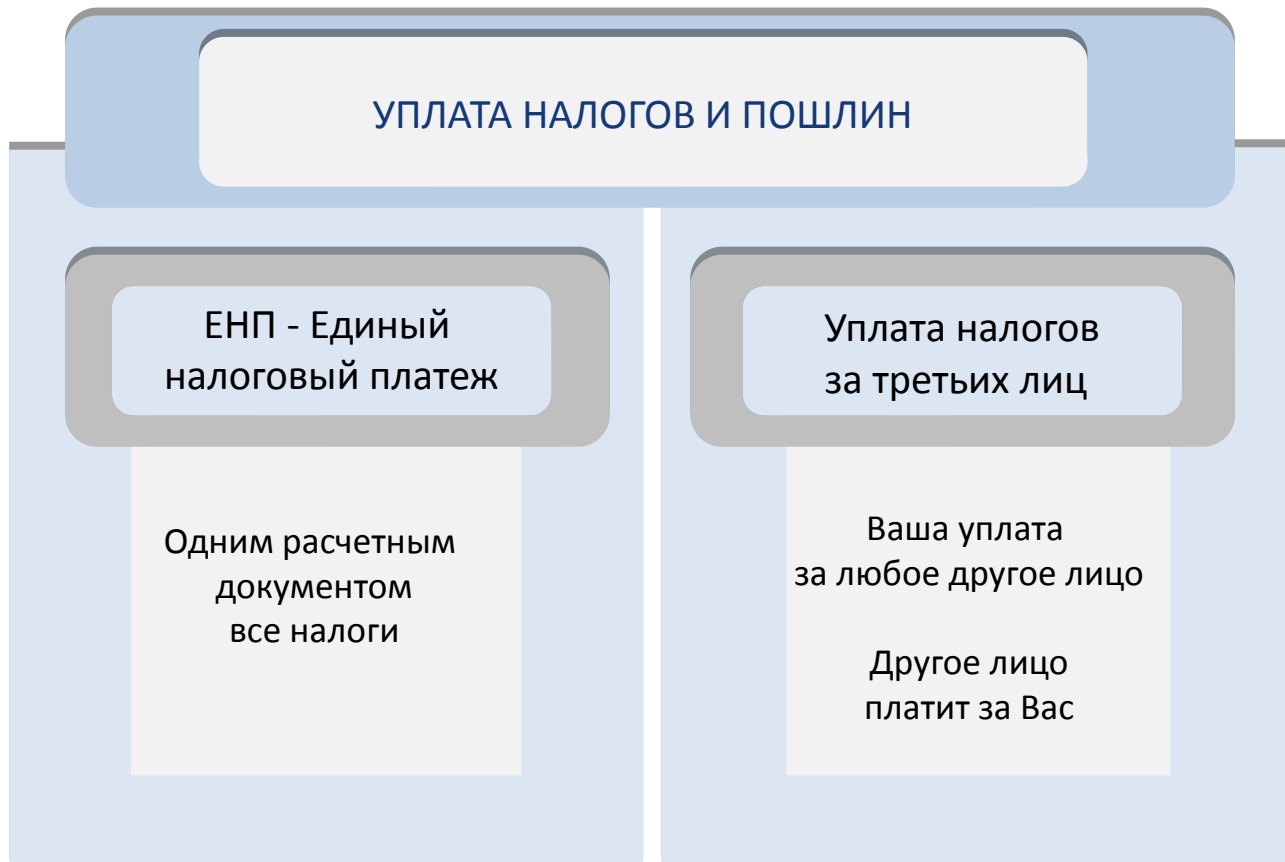 УПЛАТА НАЛОГОВ И ПОШЛИН
ЕНП - Единый
налоговый платеж
Одним расчетным
документом
все налоги
Уплата налогов
за третьих лиц
Ваша уплата
за любое другое лицо
Другое лицо
платит за Вас